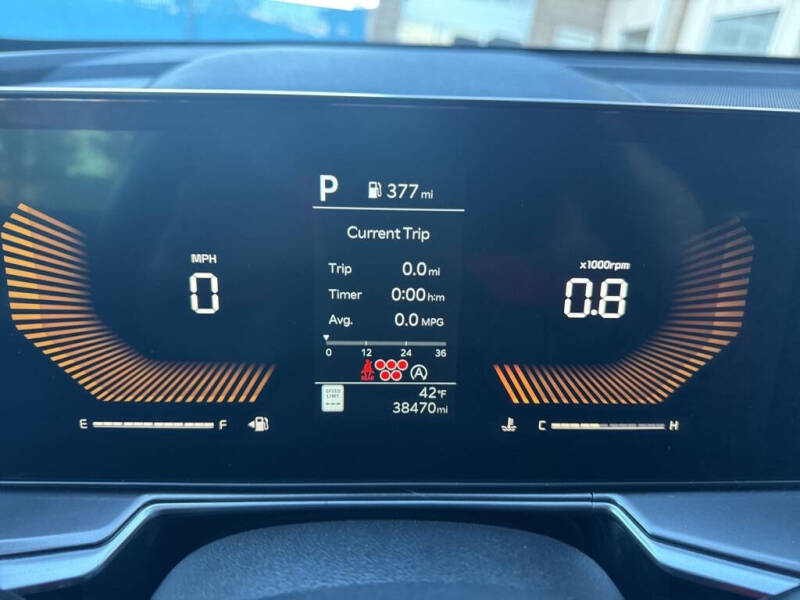 P 377 mi
Current Trip
Trip 0.0 mi
Timer 0:00 h:m
Avg. 0.0 MPG
0 12 24 36
REAR
A
SPEED LIMIT
---
42°F
38470 mi
MPH
0
x1000rpm
0.8
E F
C H